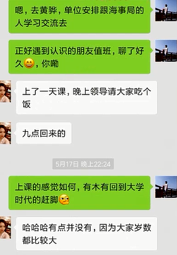 嗯，去黄骅，单位安排跟海事局的
人学习交流去
正好遇到认识的朋友值班，聊了好
久😄，你嘞
上了一天课，晚上领导请大家吃个
饭
九点回来的
5月17日 晚上22:24
上课的感觉如何，有木有回到大学
时代的赶脚🥰
哈哈哈有点并没有，因为大家岁数
都比较大